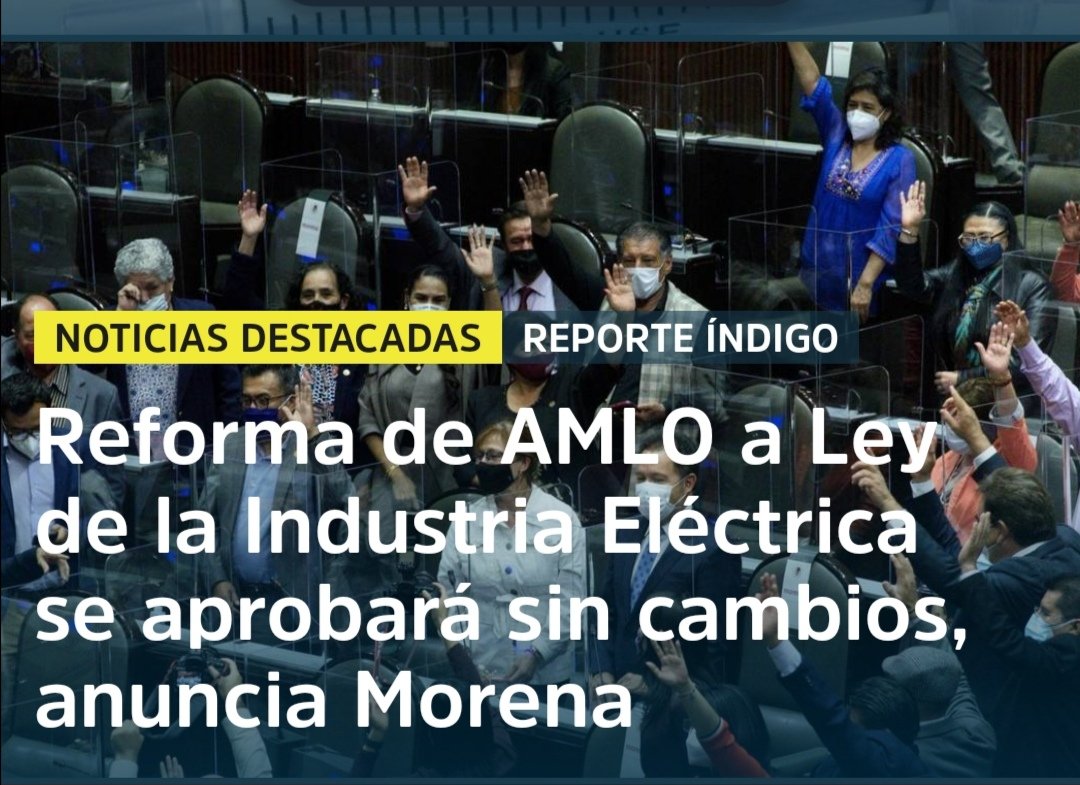 NOTICIAS DESTACADAS REPORTE ÍNDIGO
Reforma de AMLO a Ley
de la Industria Eléctrica
se aprobará sin cambios,
anuncia Morena